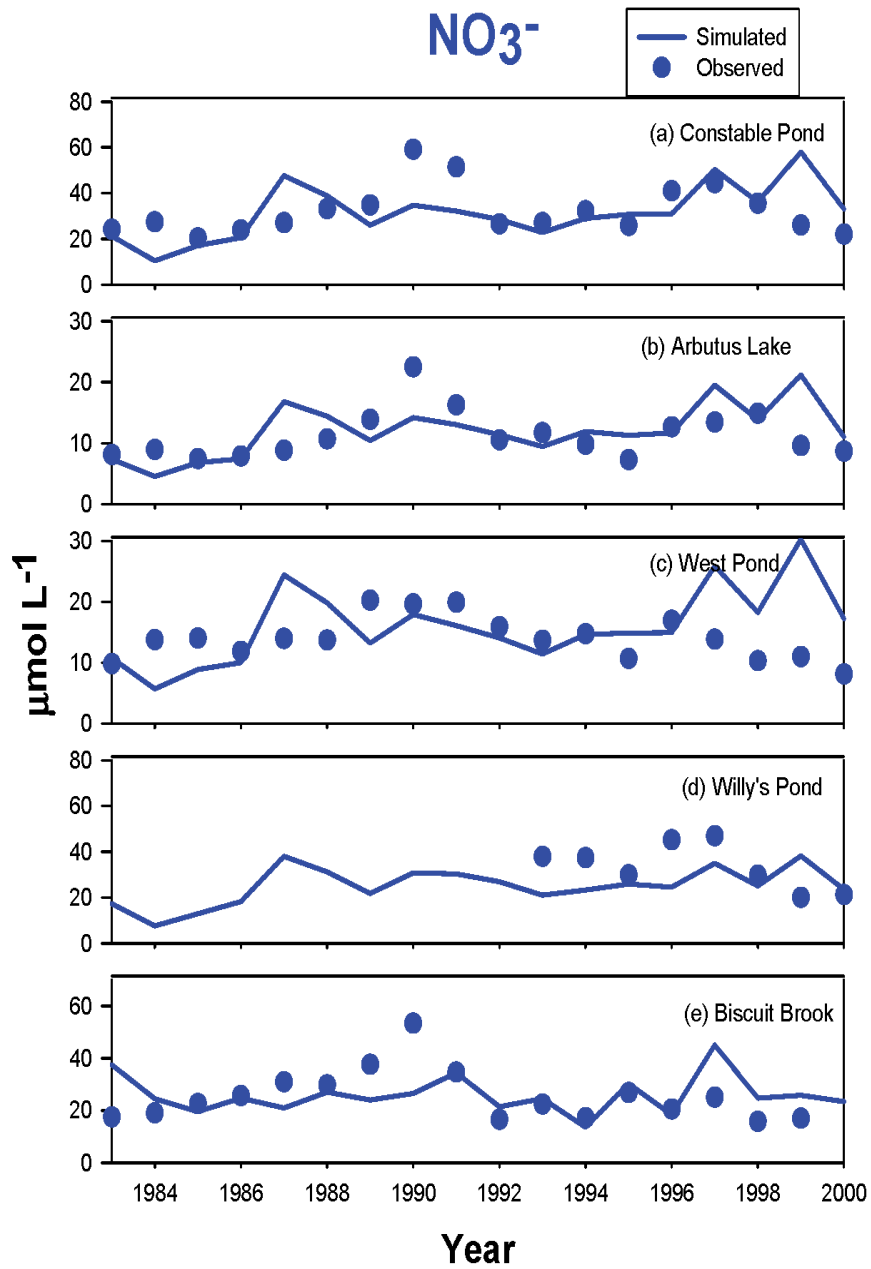 NO3-
Simulated
Observed
80
60
40
20
0
(a) Constable Pond
30
20
10
0
(b) Arbutus Lake
30
20
10
0
(c) West Pond
80
60
40
20
0
(d) Willy's Pond
60
40
20
0
(e) Biscuit Brook
µmol L-1
1984 1986 1988 1990 1992 1994 1996 1998 2000
Year